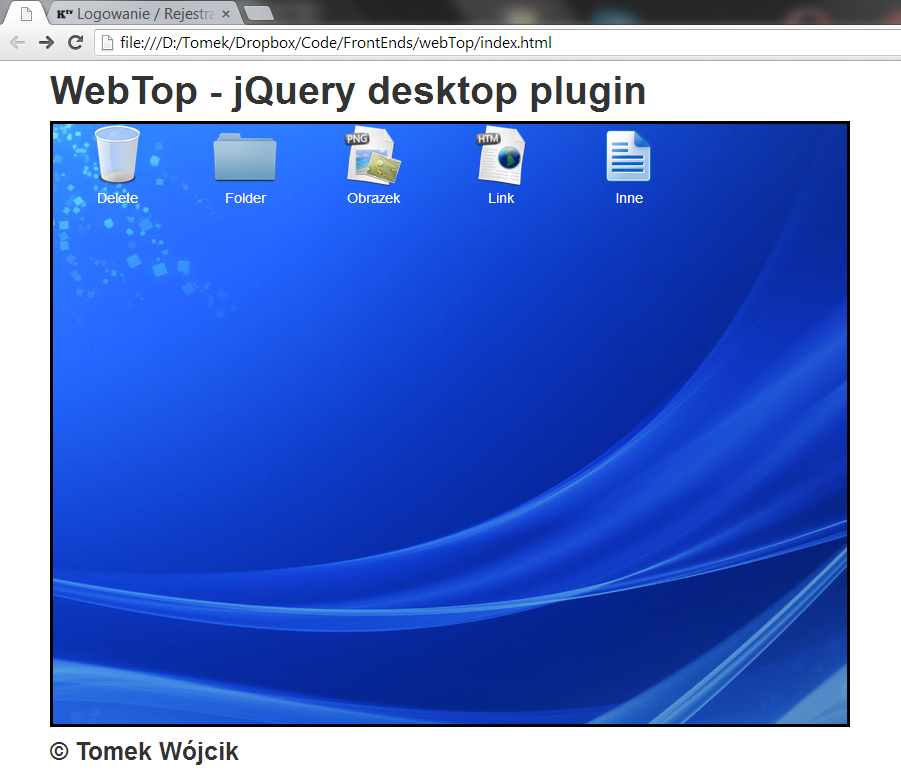 Ktv Logowanie / Rejestra
file:///D:/Tomek/Dropbox/Code/FrontEnds/webTop/index.html
WebTop - jQuery desktop plugin
PNG HTM
Delete Folder Obrazek Link Inne
© Tomek Wójcik